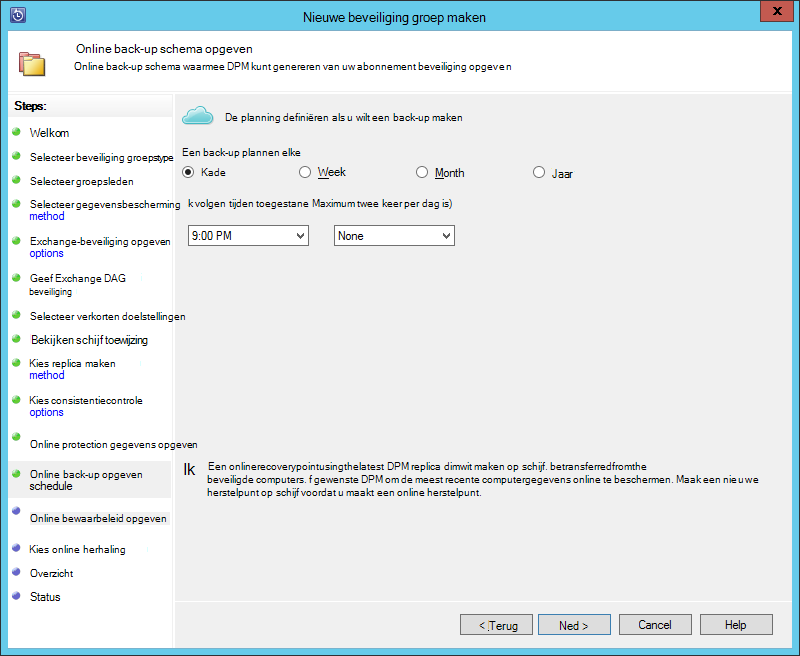 Nieuwe beveiliging groep maken
x
Online back-up schema opgeven
Online back-up schema waarmee DPM kunt genereren van uw abonnement beveiliging opgeven
Steps:
Welkom
Selecteer beveiliging groepstype
Selecteer groepsleden
Selecteer gegevensbescherming
method
Exchange-beveiliging opgeven
options
Geef Exchange DAG
beveiliging
Selecteer verkorten doelstellingen
Bekijken schijf toewijzing
Kies replica maken
method
Kies consistentiecontrole
options
Online protection gegevens opgeven
Online back-up opgeven
schedule
Online bewaarbeleid opgeven
Kies online herhaling
Overzicht
Status
De planning definiëren als u wilt een back-up maken
Een back-up plannen elke
Kade Week Month Jaar
k volgen tijden toegestane Maximum twee keer per dag is)
9:00 PM None
Ik
Een onlinerecoverypointusingthelatest DPM replica dimwit maken op schijf. betransferredfromthe
beveiligde computers. f gewenste DPM om de meest recente computergegevens online te beschermen. Maak een nieuwe
herstelpunt op schijf voordat u maakt een online herstelpunt.
< Terug Ned > Cancel Help